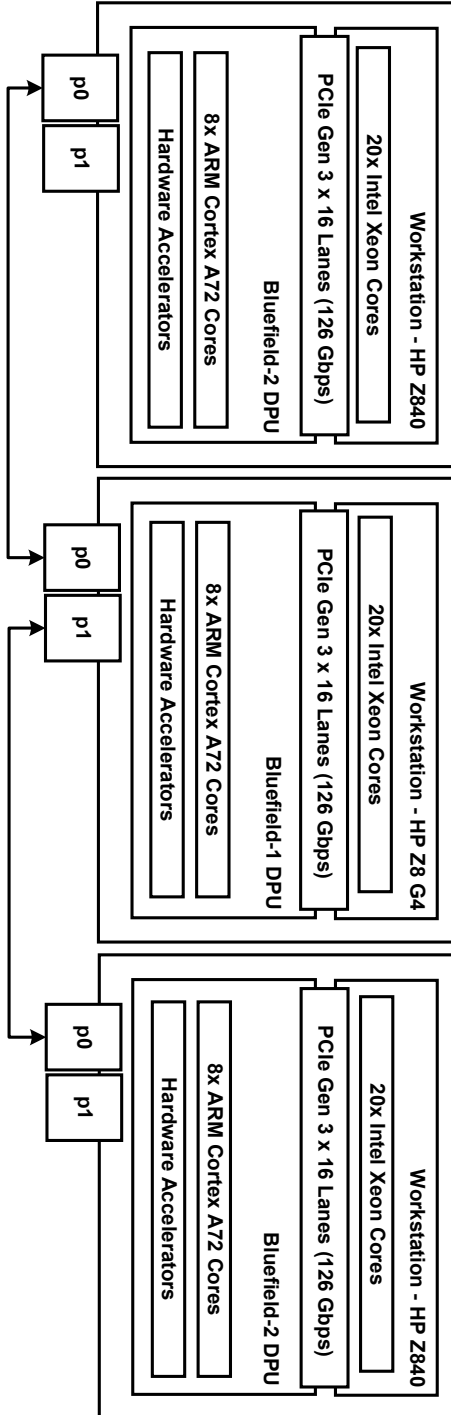 Workstation - HP Z840
20x Intel Xeon Cores
PCIe Gen 3 x 16 Lanes (126 Gbps)
Bluefield-2 DPU
8x ARM Cortex A72 Cores
Hardware Accelerators
p0
p1
Workstation - HP Z8 G4
20x Intel Xeon Cores
PCIe Gen 3 x 16 Lanes (126 Gbps)
Bluefield-1 DPU
8x ARM Cortex A72 Cores
Hardware Accelerators
p0
p1
Workstation - HP Z840
20x Intel Xeon Cores
PCIe Gen 3 x 16 Lanes (126 Gbps)
Bluefield-2 DPU
8x ARM Cortex A72 Cores
Hardware Accelerators
p0
p1